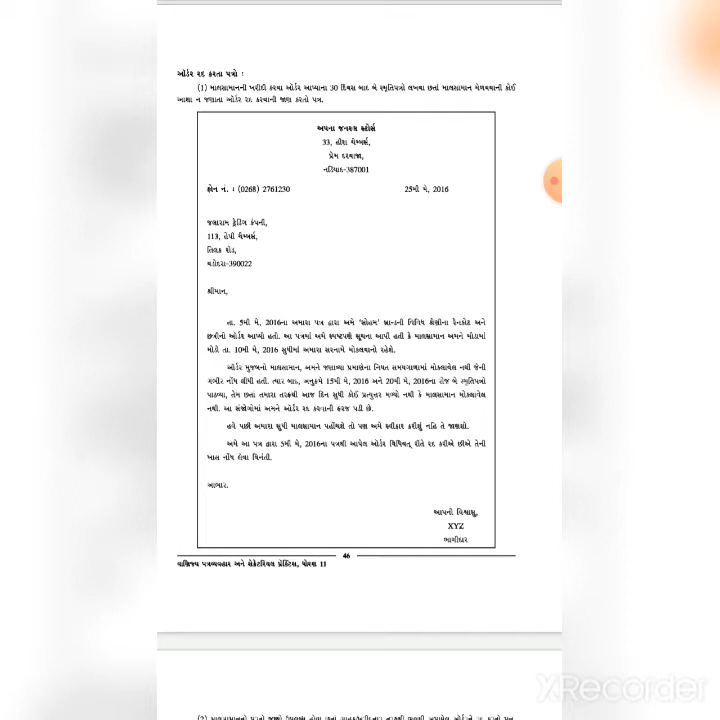 ઑર્ડર રદ કરતા પત્રો :
(1) માલસામાનની ખરીદી કરવા ઓર્ડર આપ્યાના 30 દિવસ બાદ બે સ્મૃતિપત્રો લખવા છતાં માલસામાન મેળવવાની કોઈ
આશા ન જણાતા ઓર્ડર રદ કરવાની જાણ કરતો પત્ર.
અપના જનરલ સ્ટોર્સ
33, હીરા ચેમ્બર્સ,
પ્રેમ દરવાજા,
નડિયાદ-387001
ફોન નં. : (0268) 2761230 25મી મે, 2016
જલારામ ટ્રેડિંગ કંપની,
113, હેપી ચેમ્બર્સ,
તિલક રોડ,
વડોદરા-390022
શ્રીમાન,
તા. 5મી મે, 2016ના અમારા પત્ર દ્વારા અમે 'સોહમ' બ્રાન્ડની વિવિધ શ્રેણીના રૈનકોટ અને
છત્રીનો ઑર્ડર આપ્યો હતો. આ પત્રમાં અમે સ્પષ્ટપણે સૂચના આપી હતી કે માલસામાન અમને મોડામાં
મોડો તા. 10મી મે, 2016 સુધીમાં અમારા સરનામે મોકલવાનો રહેશે.
ઑર્ડર મુજબનો માલસામાન, અમને જણાવ્યા પ્રમાણેના નિયત સમયગાળામાં મોકલાવેલ નથી જેની
ગંભીર નોંધ લીધી હતી. ત્યાર બાદ, અનુક્રમે 15મી મે, 2016 અને 20મી મે, 2016ના રોજ બે સ્મૃતિપત્રો
પાઠવ્યા, તેમ છતાં તમારા તરફથી આજ દિન સુધી કોઈ પ્રત્યુત્તર મળ્યો નથી કે માલસામાન મોકલાવેલ
નથી. આ સંજોગોમાં અમને ઑર્ડર રદ કરવાની ફરજ પડી છે.
હવે પછી અમારા સુધી માલસામાન પહોંચશે તો પણ અમે સ્વીકાર કરીશું નહિ તે જાણશો.
અમે આ પત્ર દ્વારા 5મી મે, 2016ના પત્રથી આપેલ ઑર્ડર વિધિવત્ રીતે રદ કરીએ છીએ તેની
ખાસ નોંધ લેવા વિનંતી.
આભાર.
આપનો વિશ્વાસુ,
XYZ
ભાગીદાર
46
વાણિજ્ય પત્રવ્યવહાર અને સેક્રેટરિયલ પ્રેક્ટિસ, ધોરણ 11
XRecorder